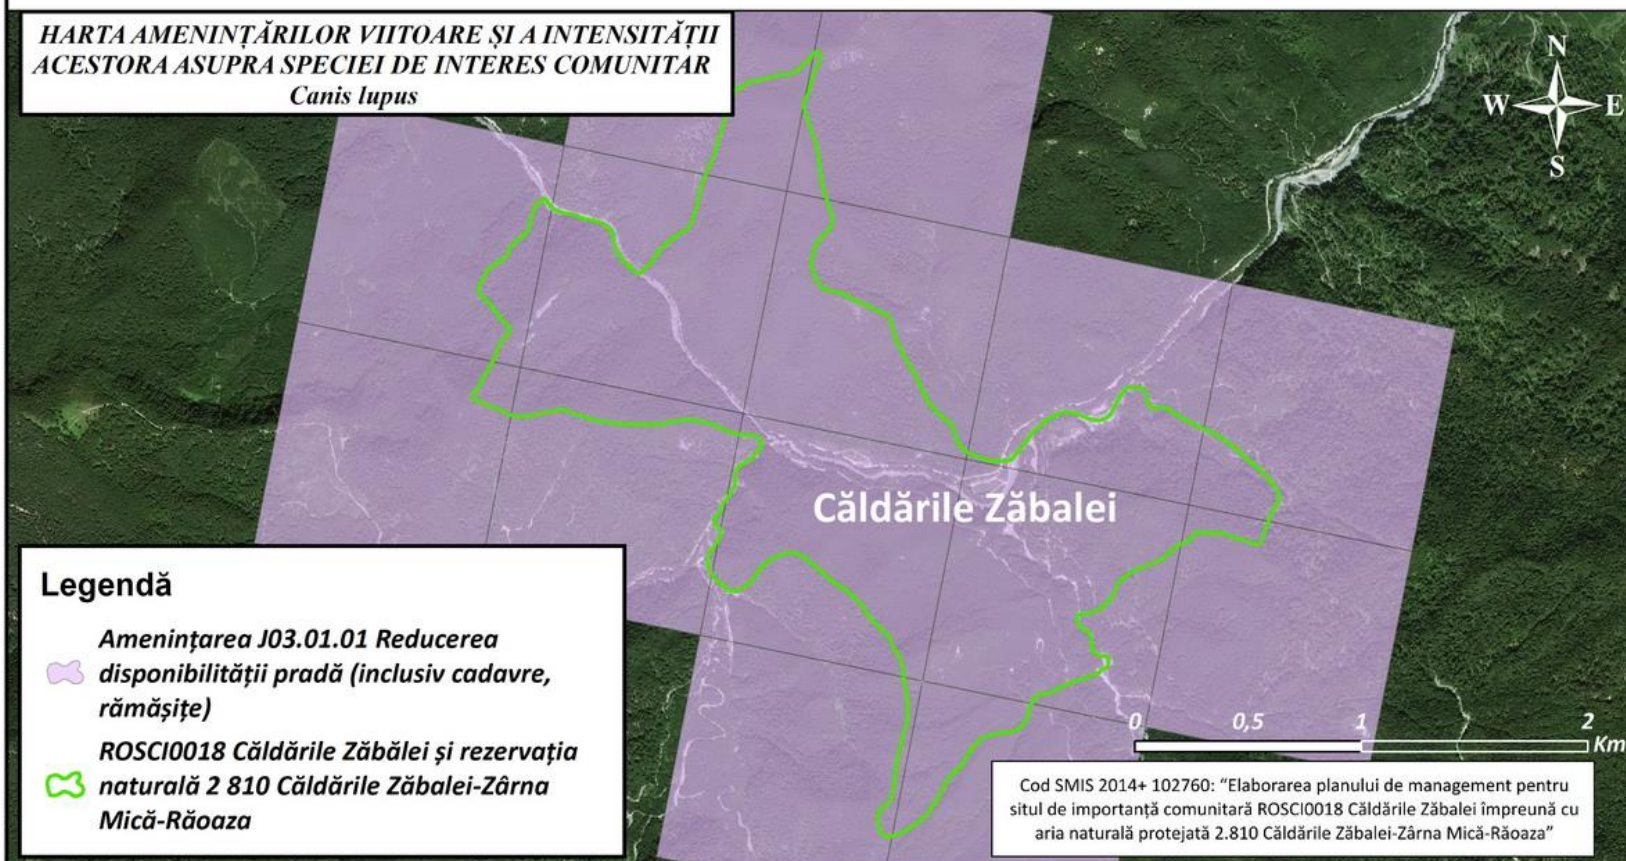 HARTA AMENINȚĂRILOR VIITOARE ȘI A INTENSITĂȚII
ACESTORA ASUPRA SPECIEI DE INTERES COMUNITAR
Canis lupus
N
W E
S
Căldările Zăbalei
Legendă
Amenințarea J03.01.01 Reducerea
disponibilității pradă (inclusiv cadavre,
rămășițe)
ROSCI0018 Căldările Zăbălei și rezervația
naturală 2 810 Căldările Zăbalei-Zârna
Mică-Răoaza
0 0,5 1 2
Km
Cod SMIS 2014+ 102760: “Elaborarea planului de management pentru
situl de importanță comunitară ROSCI0018 Căldările Zăbalei împreună cu
aria naturală protejată 2.810 Căldările Zăbalei-Zârna Mică-Răoaza”